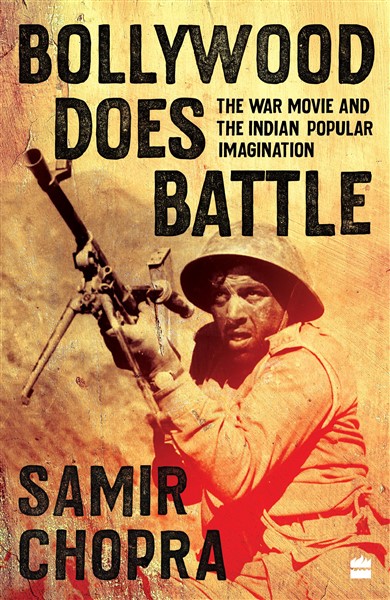 BOLLYWOOD
DOES
THE WAR MOVIE AND
THE INDIAN POPULAR
IMAGINATION
BATTLE
SAMIR
CHOPRA